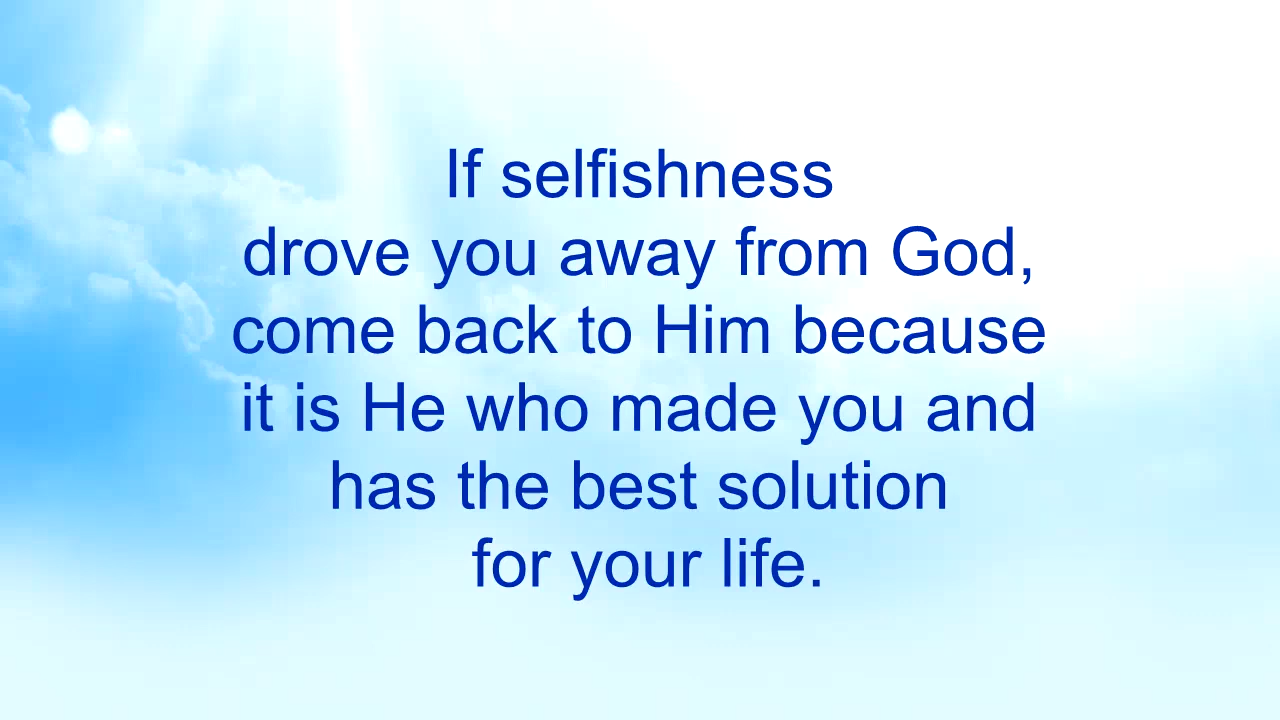 If selfishness
drove you away from God,
come back to Him because
it is He who made you and
has the best solution
for your life.